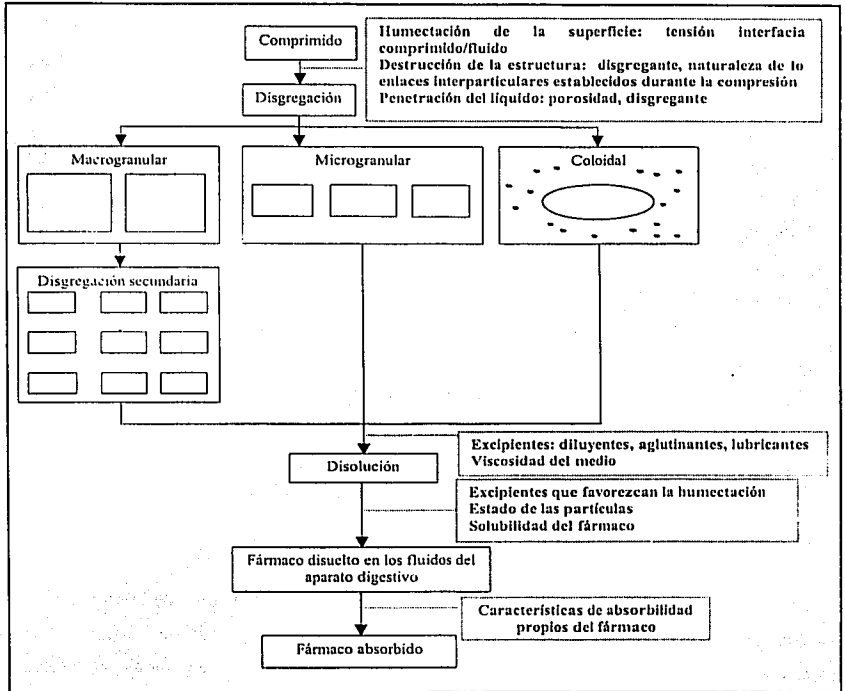 Comprimido
Humectación de la superficie: tensión interfacia
comprimido/fluido
Destrucción de la estructura: disgregante, naturaleza de lo
enlaces interparticulares establecidos durante la compresión
Penetración del líquido: porosidad, disgregante
Disgregación
Macrogranular
Microgranular
Coloidal
Disgregación secundaria
Excipientes: diluyentes, aglutinantes, lubricantes
Viscosidad del medio
Disolución
Excipientes que favorezcan la humectación
Estado de las partículas
Solubilidad del fármaco
Fármaco disuelto en los fluidos del
aparato digestivo
Características de absorbilidad
propios del fármaco
Fármaco absorbido